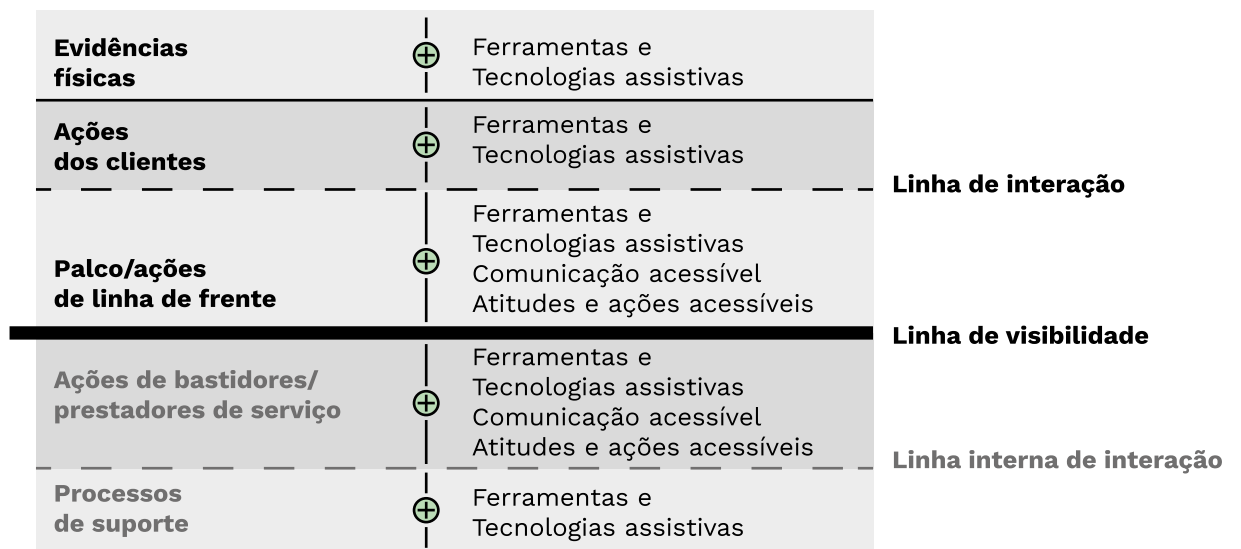 Evidências
físicas
Ferramentas e
Tecnologias assistivas
Ações
dos clientes
Ferramentas e
Tecnologias assistivas
Linha de interação
Palco/ações
de linha de frente
Ferramentas e
Tecnologias assistivas
Comunicação acessível
Atitudes e ações acessíveis
Linha de visibilidade
Ações de bastidores/
prestadores de serviço
Ferramentas e
Tecnologias assistivas
Comunicação acessível
Atitudes e ações acessíveis
Linha interna de interação
Processos
de suporte
Ferramentas e
Tecnologias assistivas